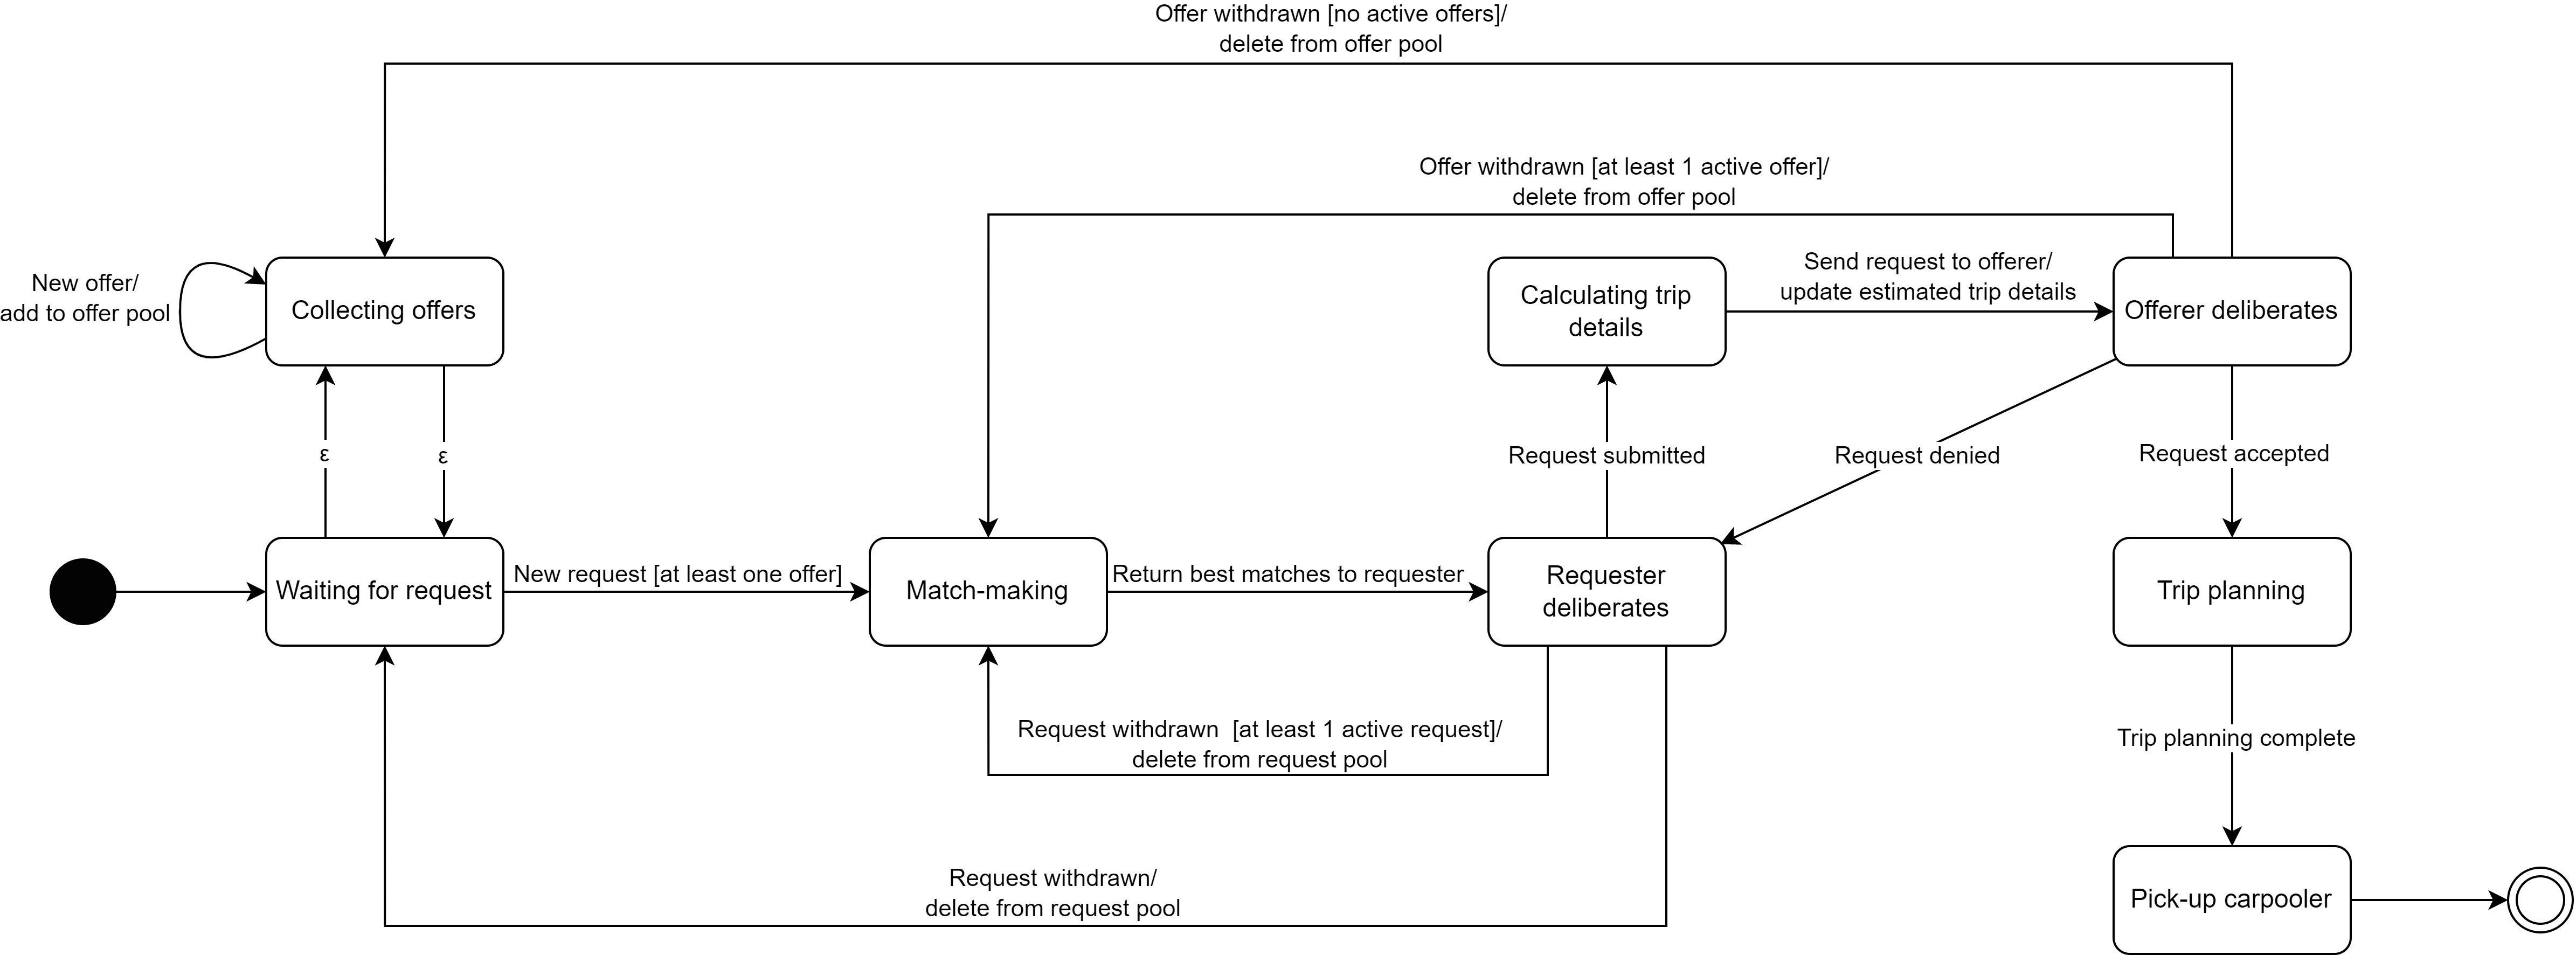 Offer withdrawn [no active offers]/
delete from offer pool
Offer withdrawn [at least 1 active offer]/
delete from offer pool
New offer/
add to offer pool
Collecting offers
Calculating trip
details
Send request to offerer/
update estimated trip details
Offerer deliberates
ε
ε
Request submitted
Request denied
Request accepted
Waiting for request
New request [at least one offer]
Match-making
Return best matches to requester
Requester
deliberates
Trip planning
Request withdrawn  [at least 1 active request]/
delete from request pool
Trip planning complete
Request withdrawn/
delete from request pool
Pick-up carpooler